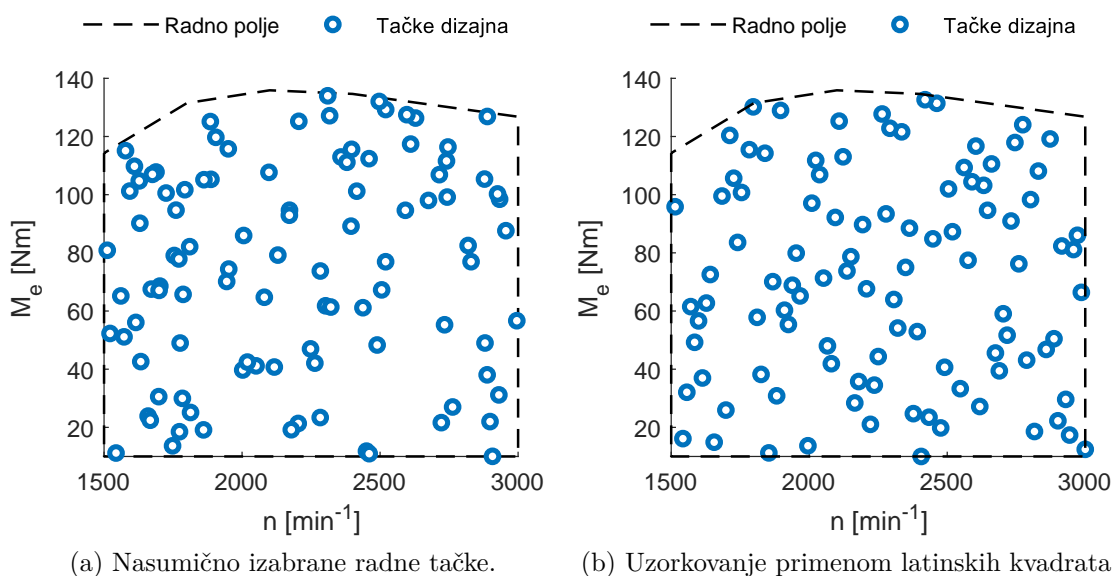 Radno polje Tačke dizajna
140
120
100
80
60
40
20
M_e [Nm]
1500 2000 2500 3000
n [min^-1]
(a) Nasumično izabrane radne tačke.
Radno polje Tačke dizajna
140
120
100
80
60
40
20
M_e [Nm]
1500 2000 2500 3000
n [min^-1]
(b) Uzorkovanje primenom latinskih kvadrata